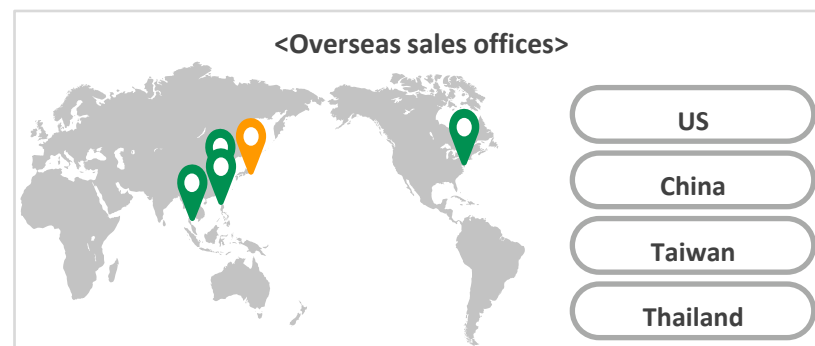 <Overseas sales offices>
US
China
Taiwan
Thailand